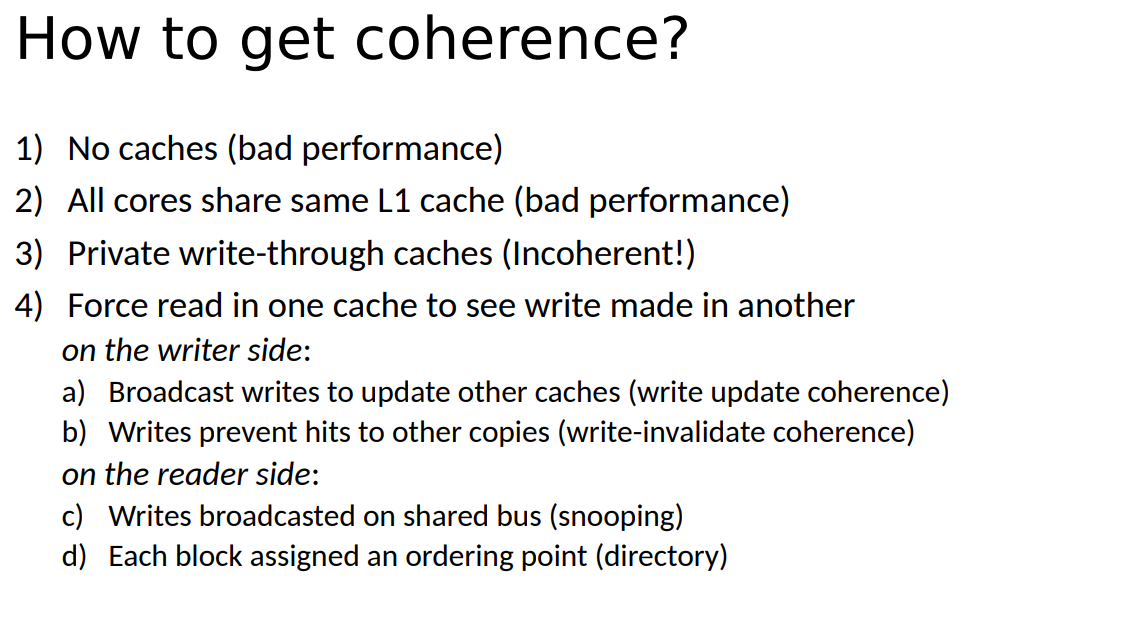 How to get coherence?
1) No caches (bad performance)
2) All cores share same L1 cache (bad performance)
3) Private write-through caches (Incoherent!)
4) Force read in one cache to see write made in another
on the writer side:
a) Broadcast writes to update other caches (write update coherence)
b) Writes prevent hits to other copies (write-invalidate coherence)
on the reader side:
c) Writes broadcasted on shared bus (snooping)
d) Each block assigned an ordering point (directory)